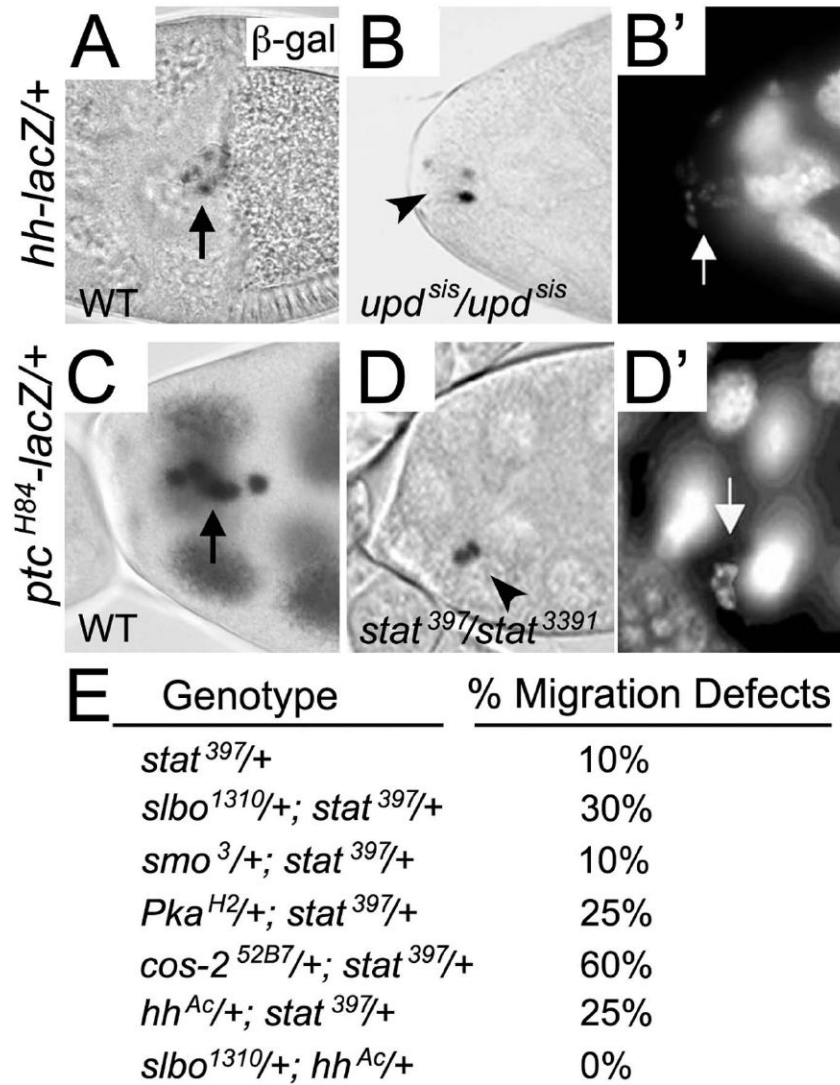 A
β-gal
B
B'
hh-lacZ/+
WT
upd^sis/upd^sis
C
D
D'
ptc^H84-lacZ/+
WT
stat^397/stat^3391
E
Genotype % Migration Defects
stat^397/+ 10%
slbo^1310/+; stat^397/+ 30%
smo^3/+; stat^397/+ 10%
Pka^H2/+; stat^397/+ 25%
cos-2^52B7/+; stat^397/+ 60%
hh^Ac/+; stat^397/+ 25%
slbo^1310/+; hh^Ac/+ 0%